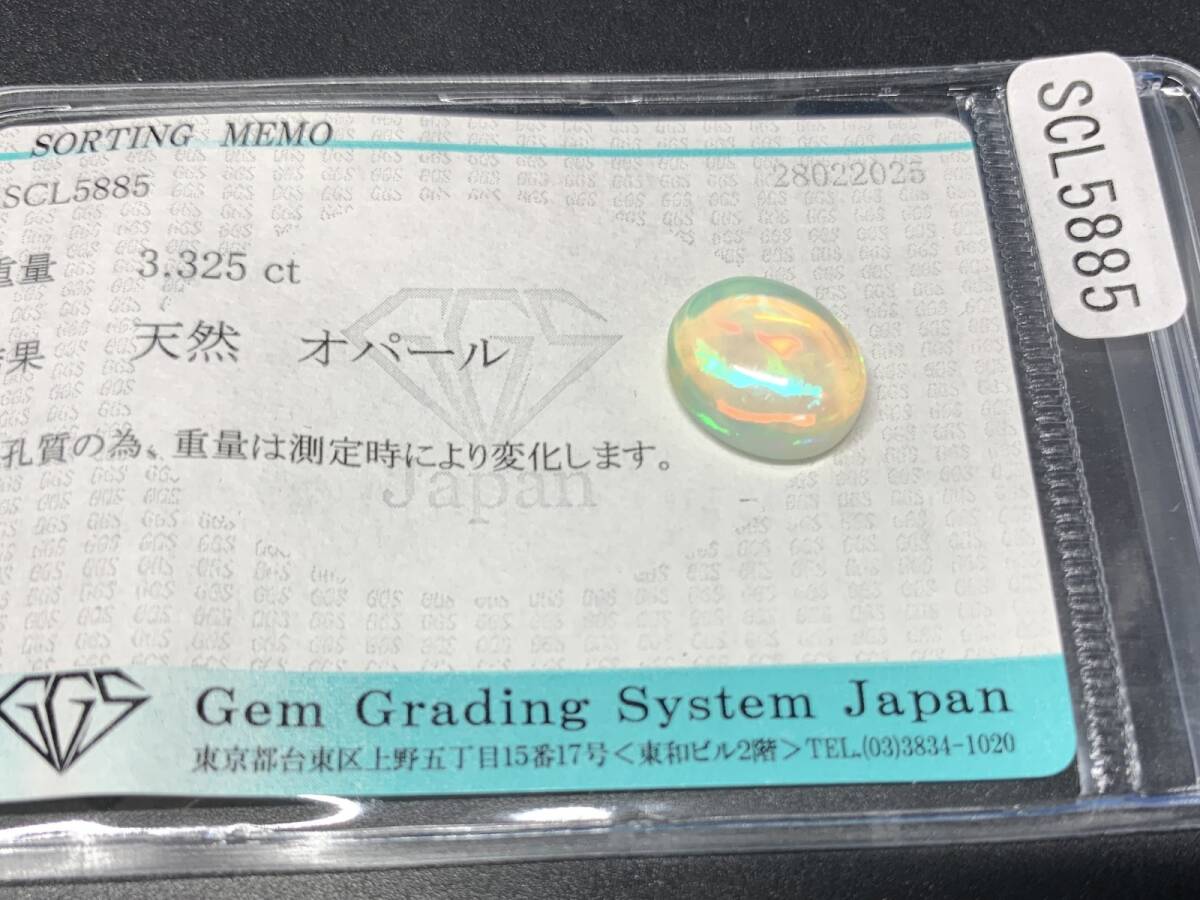 SORTING MEMO
SCL5885
28022025
重量 3.325 ct
結果 天然 オパール
孔質の為、重量は測定時により変化します。
Japan
GGS
Gem Grading System Japan
東京都台東区上野五丁目15番17号<東和ビル2階>TEL.(03)3834-1020
SCL5885